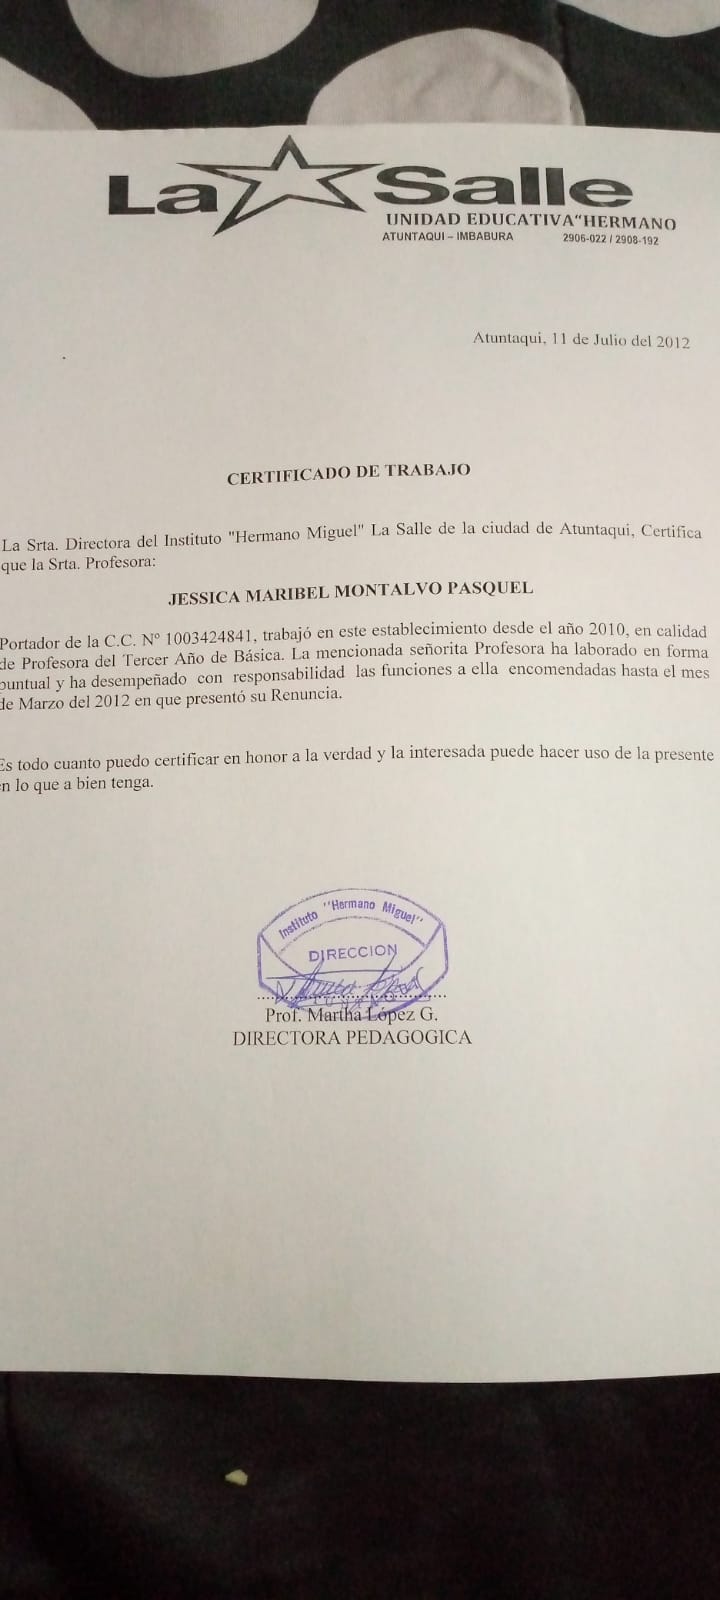 La Salle
UNIDAD EDUCATIVA“HERMANO
ATUNTAQUI – IMBABURA 2906-022 / 2908-192
Atuntaqui, 11 de Julio del 2012
CERTIFICADO DE TRABAJO
La Srta. Directora del Instituto "Hermano Miguel" La Salle de la ciudad de Atuntaqui, Certifica
que la Srta. Profesora:
JESSICA MARIBEL MONTALVO PASQUEL
Portador de la C.C. Nº 1003424841, trabajó en este establecimiento desde el año 2010, en calidad
de Profesora del Tercer Año de Básica. La mencionada señorita Profesora ha laborado en forma
puntual y ha desempeñado con responsabilidad las funciones a ella encomendadas hasta el mes
de Marzo del 2012 en que presentó su Renuncia.
Es todo cuanto puedo certificar en honor a la verdad y la interesada puede hacer uso de la presente
en lo que a bien tenga.
Instituto "Hermano Miguel"
DIRECCION
Prof. Martha López G.
DIRECTORA PEDAGOGICA